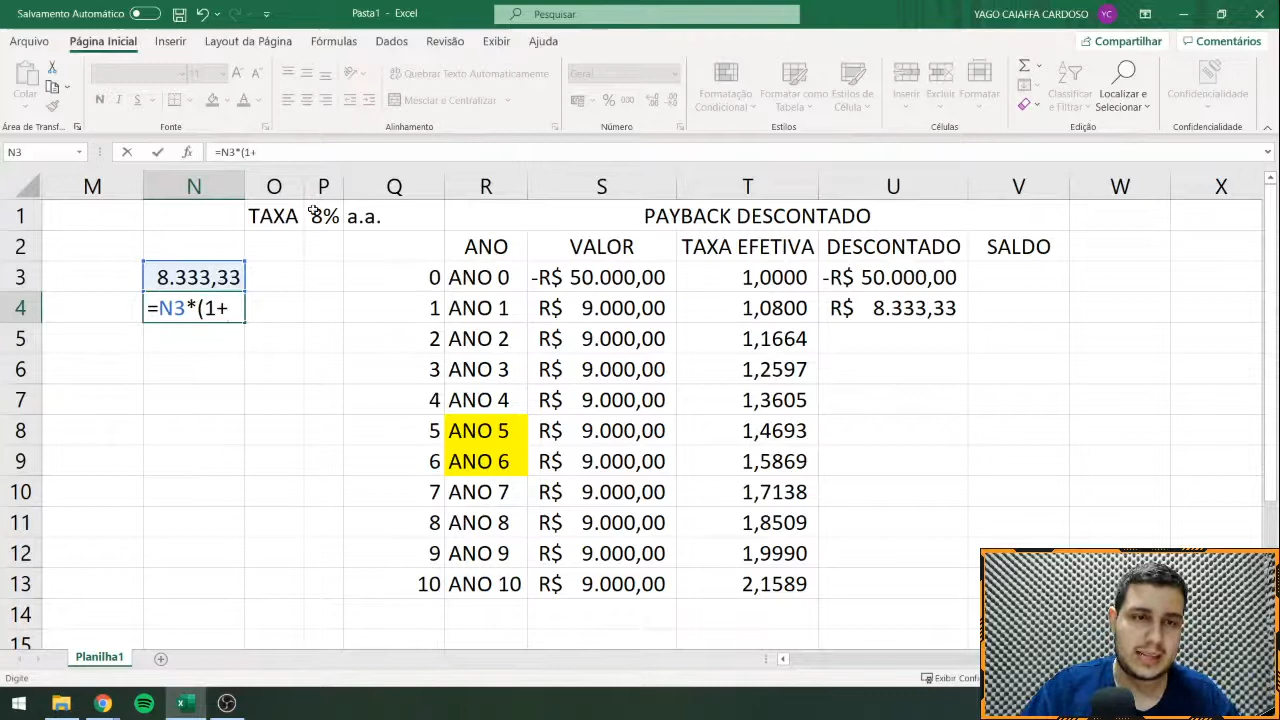 Salvamento Automático
Pasta1 - Excel
Pesquisar
YAGO CAIAFFA CARDOSO YC
Arquivo Página Inicial Inserir Layout da Página Fórmulas Dados Revisão Exibir Ajuda
Compartilhar Comentários
Colar
11
Quebrar Texto Automaticamente
Geral
N I S
Mesclar e Centralizar
% 000
Formatação Condicional
Formatar como Tabela
Estilos de Célula
Inserir Excluir Formatar
Classificar e Filtrar
Localizar e Selecionar
Confidencialidade
Área de Transf... Fonte Alinhamento Número Estilos Células Edição Confidencialidade
N3 fx =N3*(1+
M N O P Q R S T U V W X
1 TAXA 8% a.a. PAYBACK DESCONTADO
2 ANO VALOR TAXA EFETIVA DESCONTADO SALDO
3 8.333,33 0 ANO 0 -R$ 50.000,00 1,0000 -R$ 50.000,00
4 =N3*(1+ 1 ANO 1 R$ 9.000,00 1,0800 R$ 8.333,33
5 2 ANO 2 R$ 9.000,00 1,1664
6 3 ANO 3 R$ 9.000,00 1,2597
7 4 ANO 4 R$ 9.000,00 1,3605
8 5 ANO 5 R$ 9.000,00 1,4693
9 6 ANO 6 R$ 9.000,00 1,5869
10 7 ANO 7 R$ 9.000,00 1,7138
11 8 ANO 8 R$ 9.000,00 1,8509
12 9 ANO 9 R$ 9.000,00 1,9990
13 10 ANO 10 R$ 9.000,00 2,1589
14
15
Planilha1
Digite
Exibir